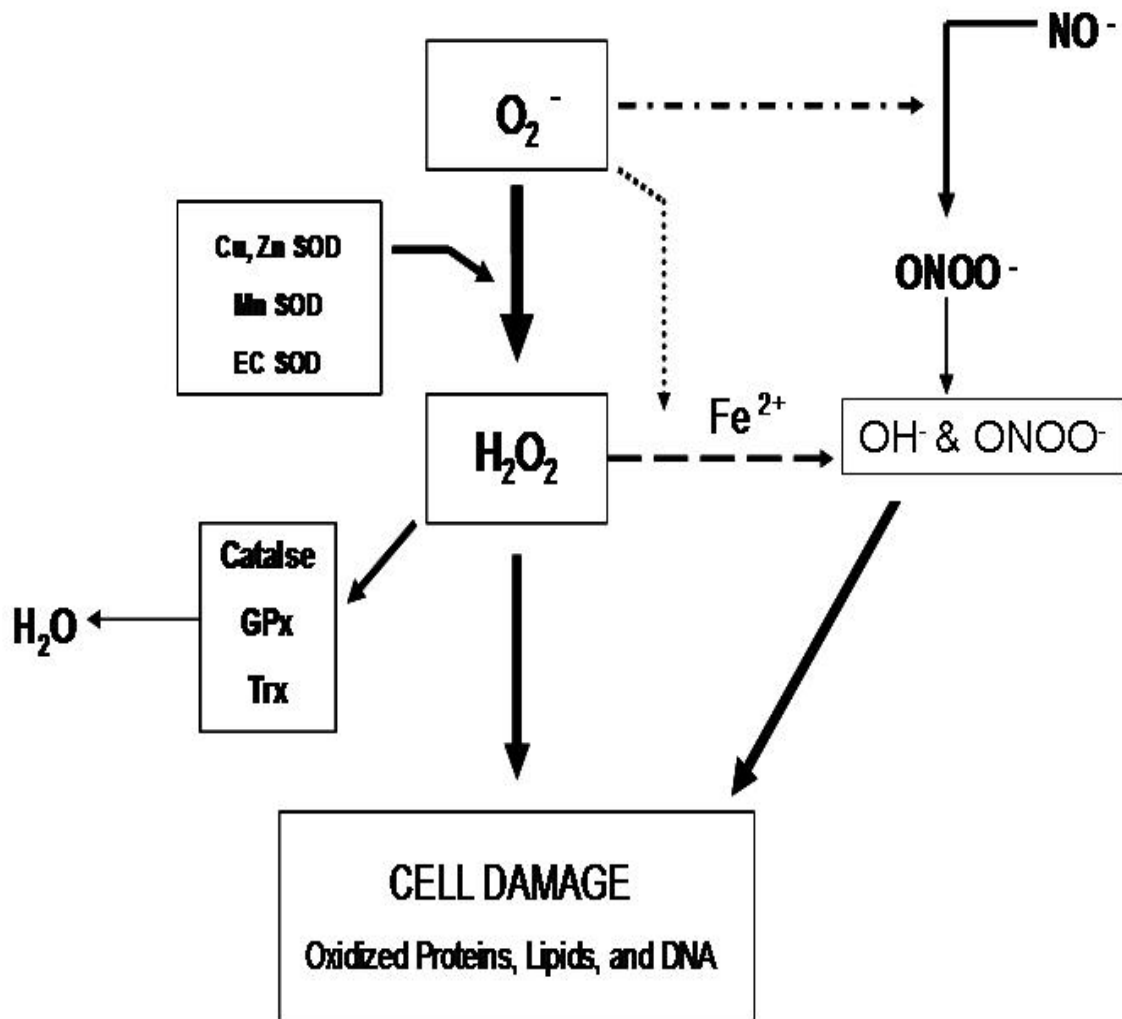 NO⁻
O₂⁻
Cu, Zn SOD
Mn SOD
EC SOD
ONOO⁻
Fe²⁺
OH⁻ & ONOO⁻
H₂O₂
Catalse
GPx
Trx
H₂O
CELL DAMAGE
Oxidized Proteins, Lipids, and DNA